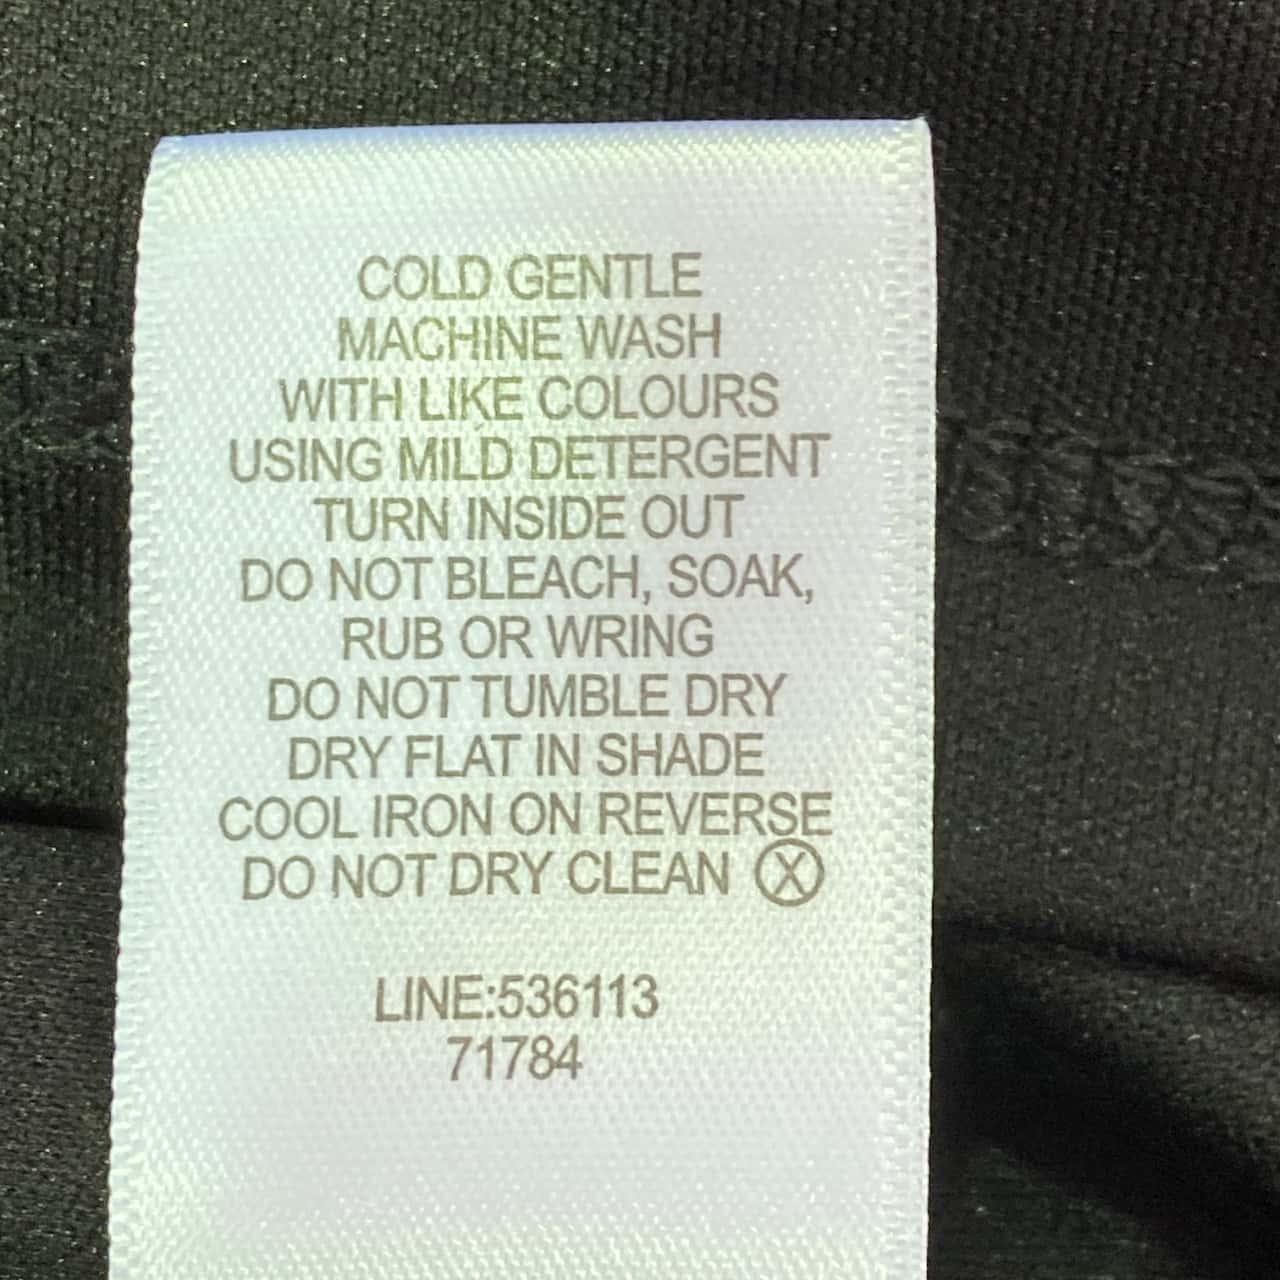 COLD GENTLE
MACHINE WASH
WITH LIKE COLOURS
USING MILD DETERGENT
TURN INSIDE OUT
DO NOT BLEACH, SOAK,
RUB OR WRING
DO NOT TUMBLE DRY
DRY FLAT IN SHADE
COOL IRON ON REVERSE
DO NOT DRY CLEAN Ⓧ
LINE:536113
71784